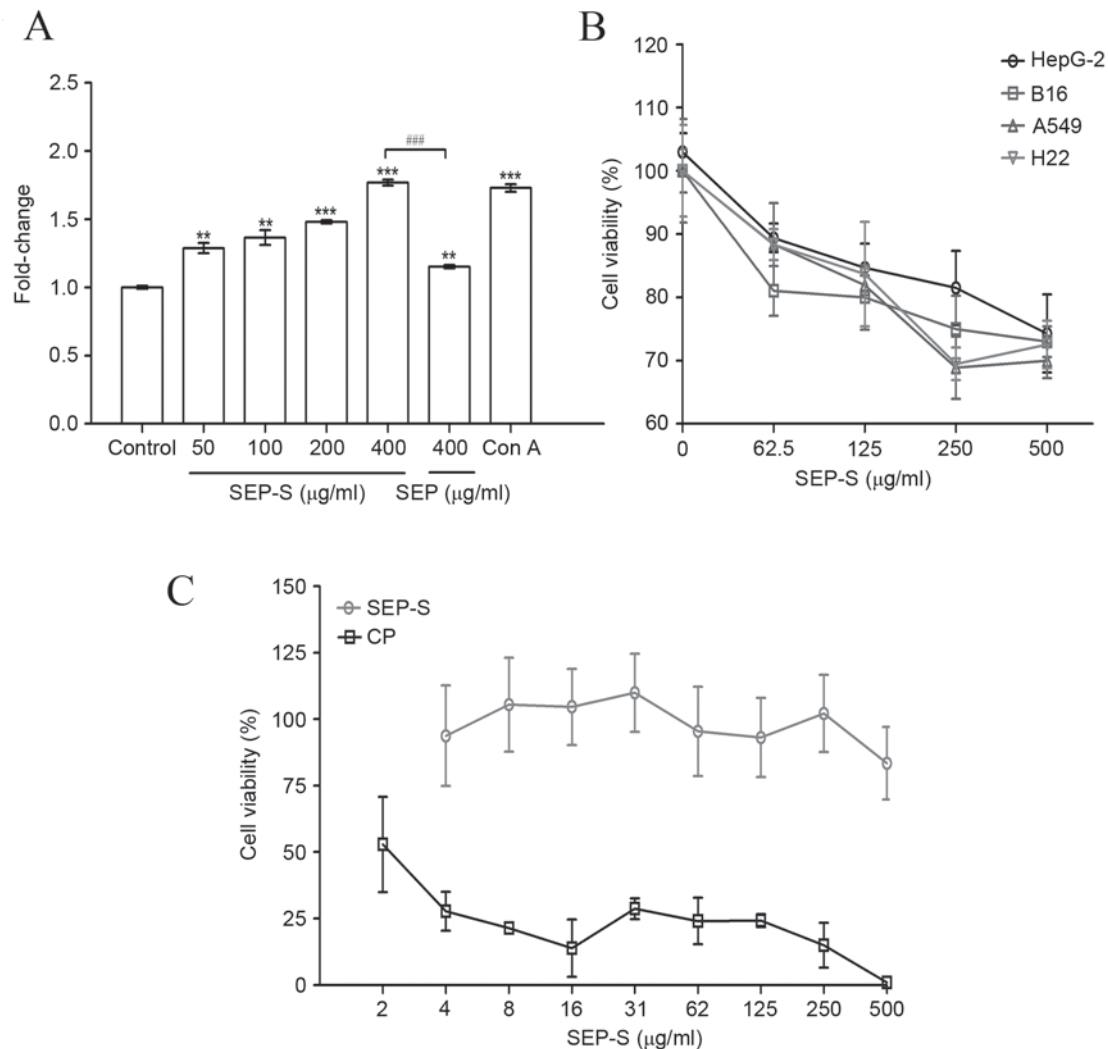 A
2.5
2.0
1.5
1.0
0.5
0.0
Fold-change
**
**
***
***
###
**
***
Control 50 100 200 400 400 Con A
SEP-S (μg/ml) SEP (μg/ml)
B
120
110
100
90
80
70
60
Cell viability (%)
HepG-2
B16
A549
H22
0 62.5 125 250 500
SEP-S (μg/ml)
C
150
125
100
75
50
25
0
Cell viability (%)
SEP-S
CP
2 4 8 16 31 62 125 250 500
SEP-S (μg/ml)